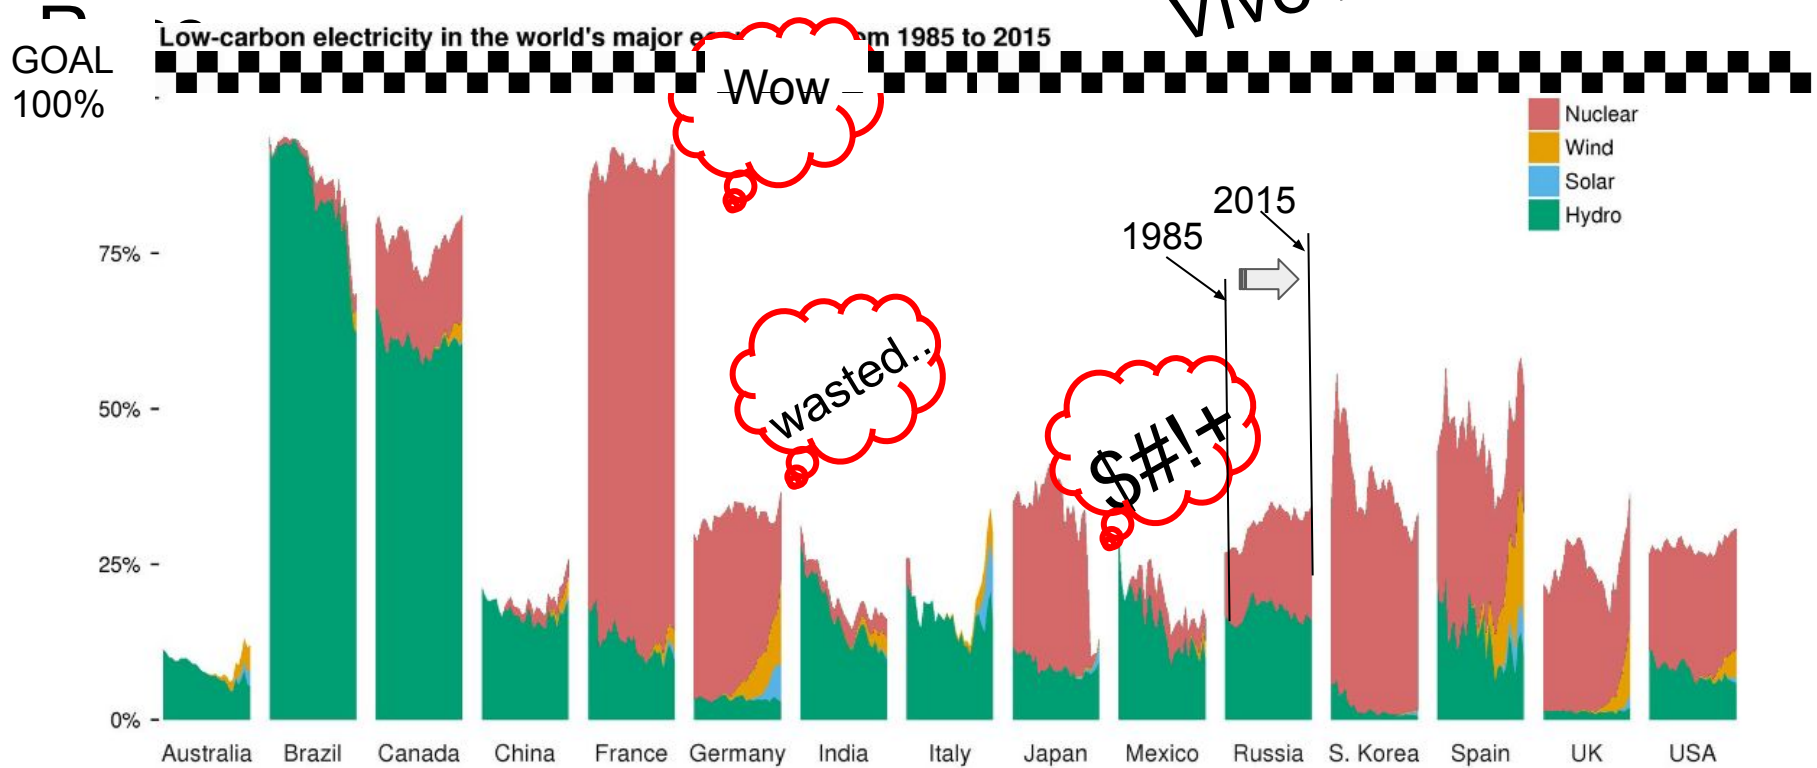 Low-carbon electricity in the world's major
om 1985 to 2015
GOAL
100%
Wow
Nuclear
Wind
Solar
Hydro
2015
1985
75%
wasted..
50%
$#!+
25%
0%
Australia Brazil Canada China France Germany India Italy Japan Mexico Russia S. Korea Spain UK USA